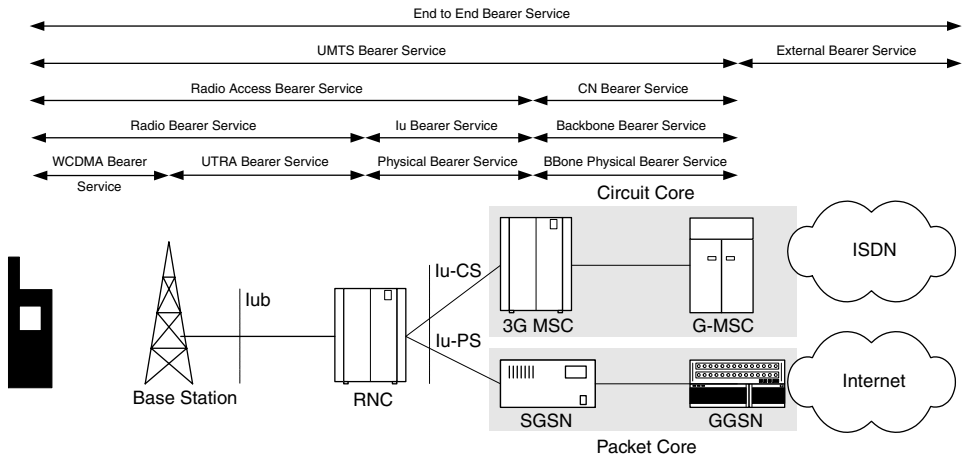 End to End Bearer Service
UMTS Bearer Service
External Bearer Service
Radio Access Bearer Service
CN Bearer Service
Radio Bearer Service
Iu Bearer Service
Backbone Bearer Service
WCDMA Bearer
Service
UTRA Bearer Service
Physical Bearer Service
BBone Physical Bearer Service
Circuit Core
Iub
Iu-CS
Iu-PS
3G MSC
G-MSC
ISDN
Base Station
RNC
SGSN
GGSN
Internet
Packet Core